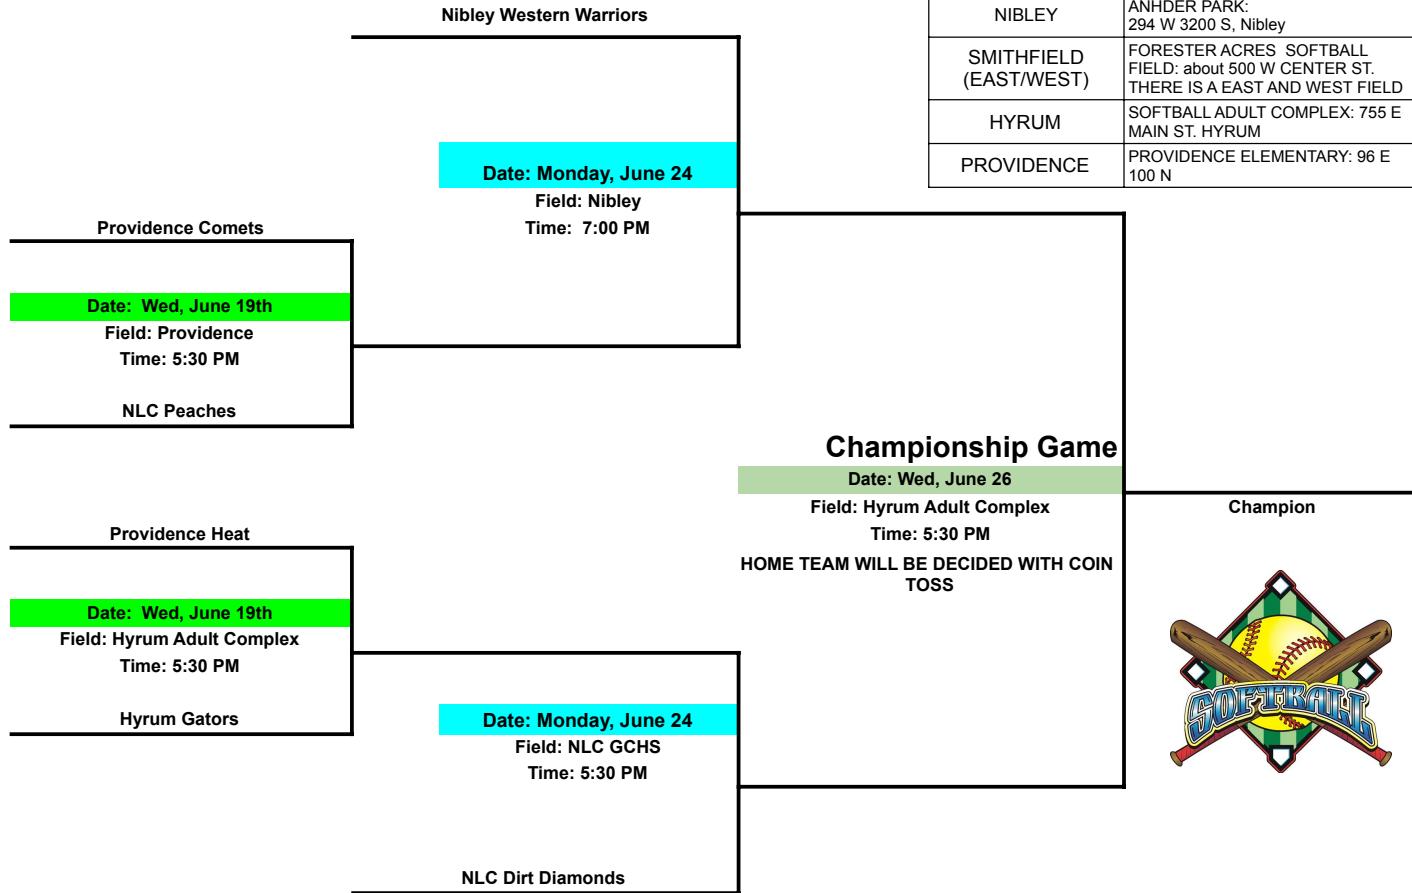 Nibley Western Warriors
NIBLEY
ANHDER PARK:
294 W 3200 S, Nibley
SMITHFIELD
(EAST/WEST)
FORESTER ACRES  SOFTBALL
FIELD: about 500 W CENTER ST.
THERE IS A EAST AND WEST FIELD
HYRUM
SOFTBALL ADULT COMPLEX: 755 E
MAIN ST. HYRUM
PROVIDENCE
PROVIDENCE ELEMENTARY: 96 E
100 N
Date: Monday, June 24
Field: Nibley
Time:  7:00 PM
Providence Comets
Date:  Wed, June 19th
Field: Providence
Time: 5:30 PM
NLC Peaches
Championship Game
Date: Wed, June 26
Field: Hyrum Adult Complex
Time: 5:30 PM
HOME TEAM WILL BE DECIDED WITH COIN
TOSS
Champion
Providence Heat
Date:  Wed, June 19th
Field: Hyrum Adult Complex
Time: 5:30 PM
Hyrum Gators
SOFTBALL
Date: Monday, June 24
Field: NLC GCHS
Time: 5:30 PM
NLC Dirt Diamonds